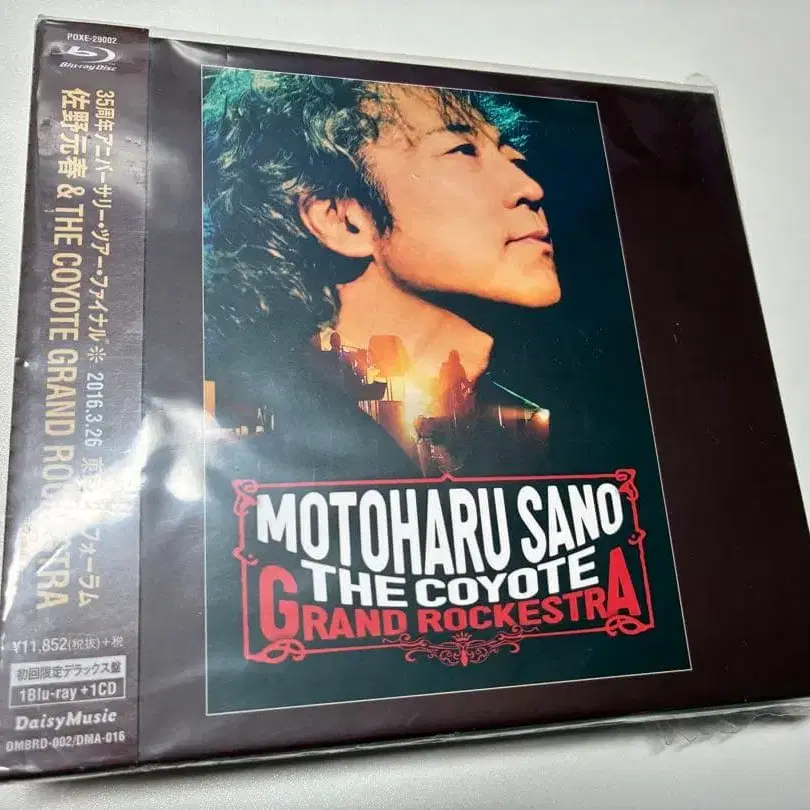 POXE-29002
Blu-ray Disc
35周年アニバーサリー・ツアー・ファイナル※ 2016.3.26 東 フォーラム
佐野元春 & THE COYOTE GRAND ROCKESTRA
¥11,852(税抜)+税
初回限定デラックス盤
1Blu-ray + 1CD
DaisyMusic
DMBRD-002/DMA-016
MOTOHARU SANO
THE COYOTE
GRAND ROCKESTRA